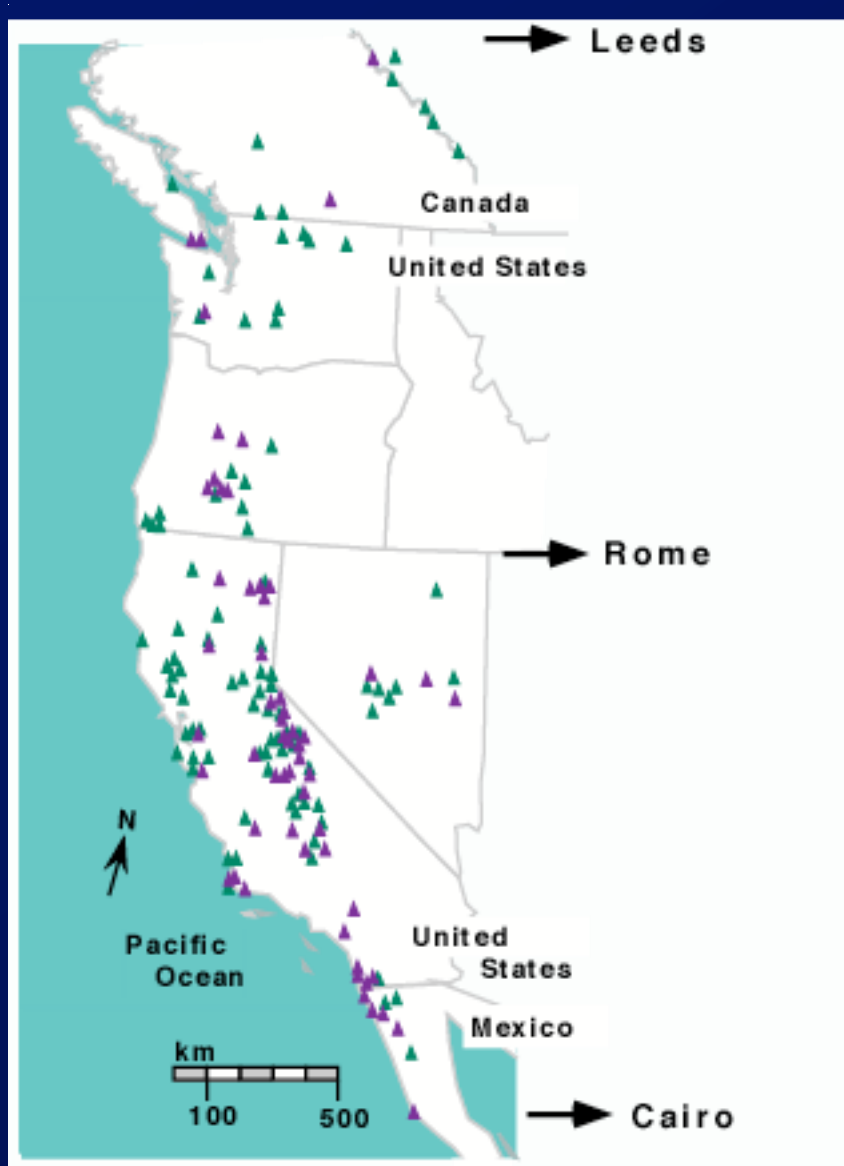 Leeds
Canada
United States
Rome
N
Pacific
Ocean
United
States
Mexico
km
100 500
Cairo